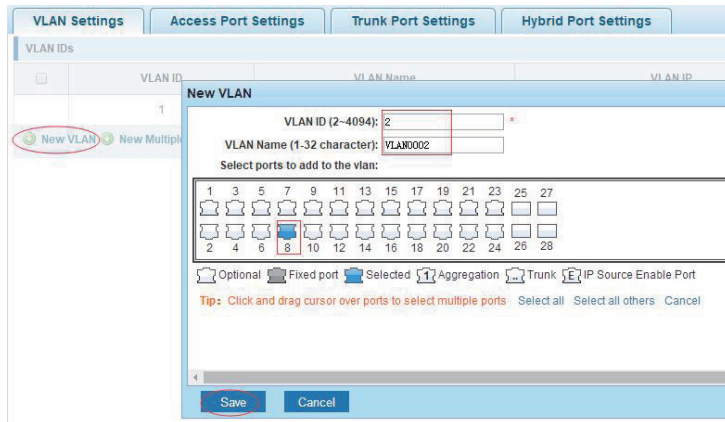 VLAN Settings Access Port Settings Trunk Port Settings Hybrid Port Settings
VLAN IDs
VLAN ID VLAN Name VLAN IP
New VLAN
VLAN ID (2~4094): 2 *
1
VLAN Name (1-32 character): VLAN0002
New VLAN New Multiple
Select ports to add to the vlan:
1 3 5 7 9 11 13 15 17 19 21 23 25 27
2 4 6 8 10 12 14 16 18 20 22 24 26 28
Optional Fixed port Selected 1 Aggregation .. Trunk E IP Source Enable Port
Tip: Click and drag cursor over ports to select multiple ports Select all Select all others Cancel
Save Cancel